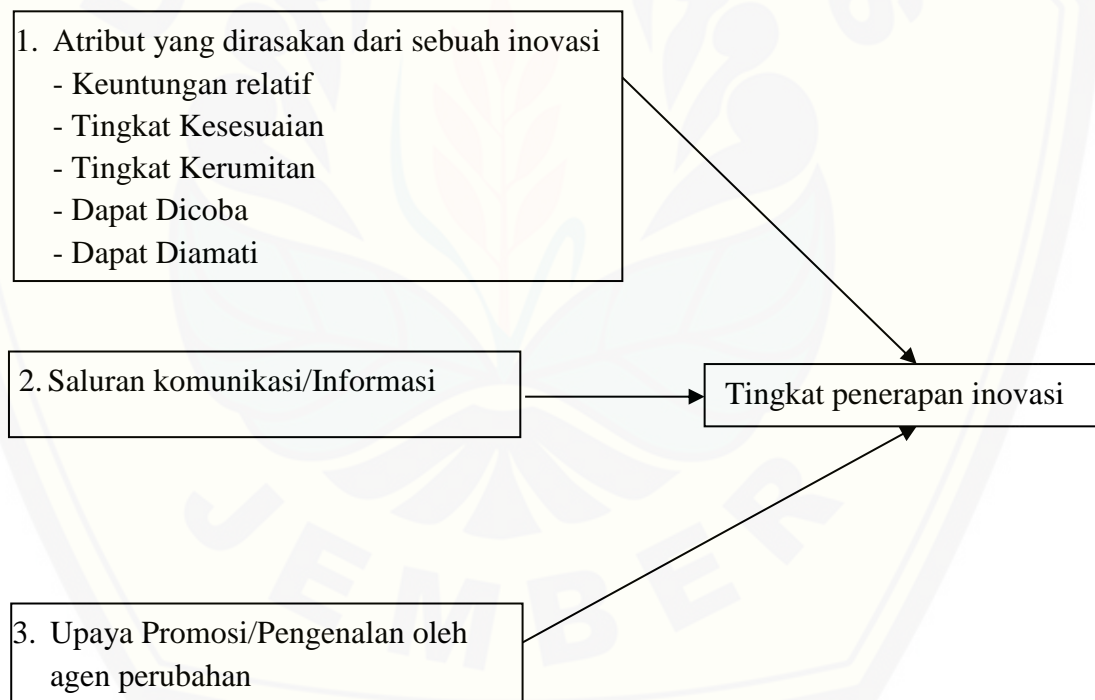 1. Atribut yang dirasakan dari sebuah inovasi
- Keuntungan relatif
- Tingkat Kesesuaian
- Tingkat Kerumitan
- Dapat Dicoba
- Dapat Diamati
2. Saluran komunikasi/Informasi
Tingkat penerapan inovasi
3. Upaya Promosi/Pengenalan oleh
agen perubahan
JEMBER